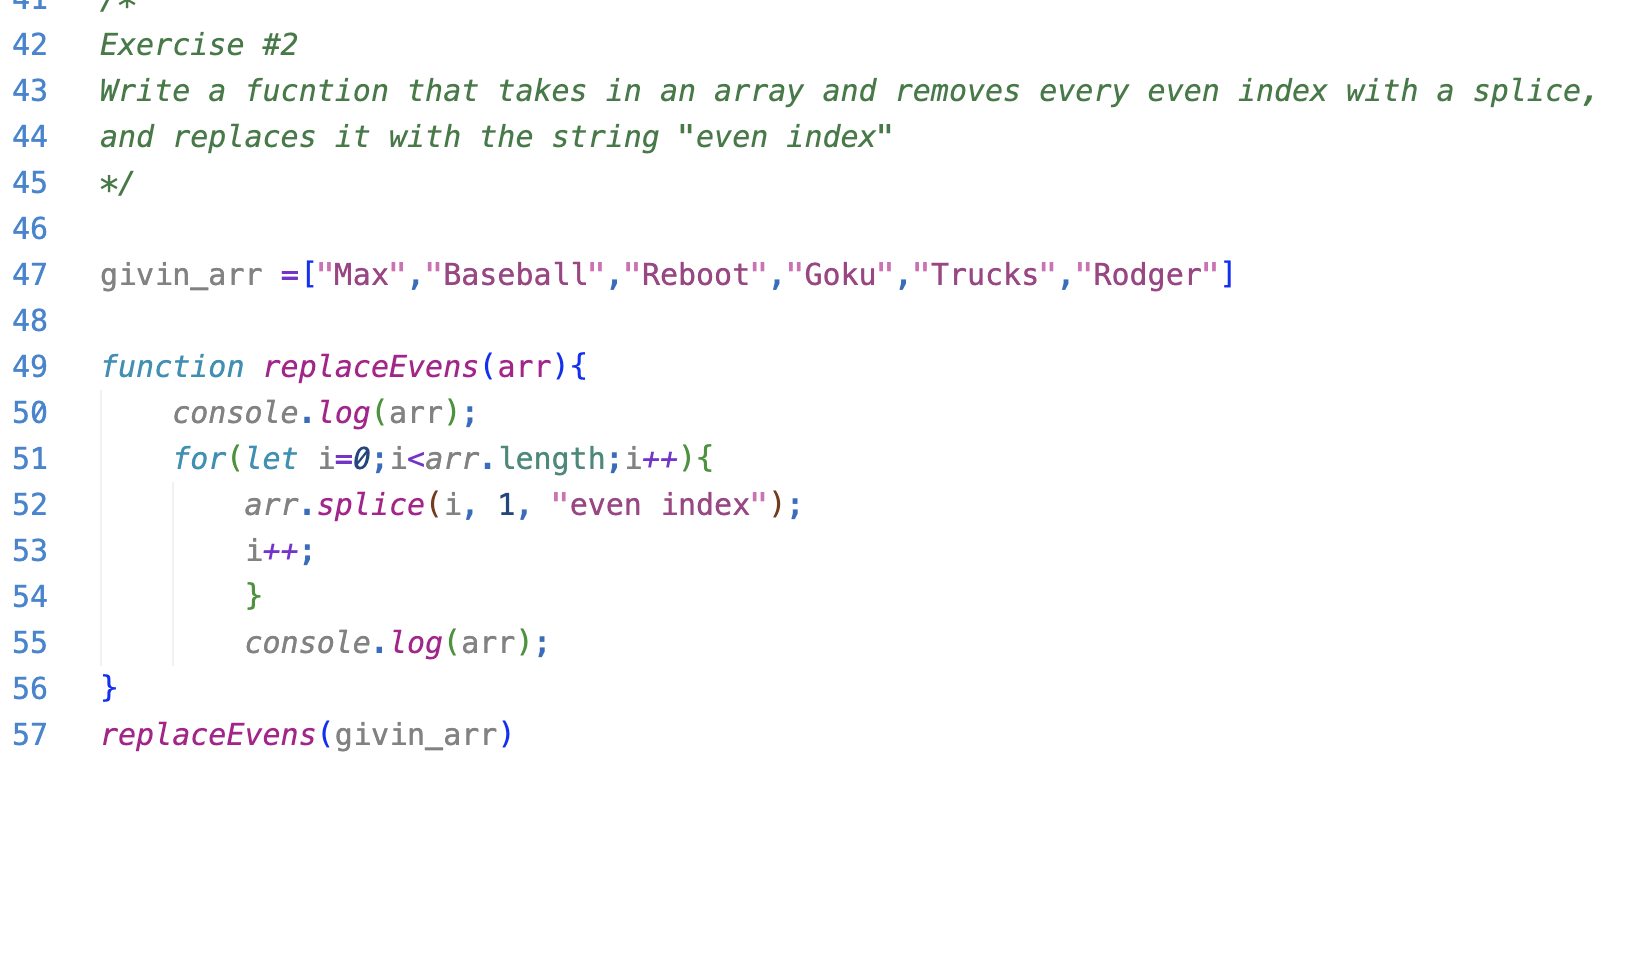 41 /*
42 Exercise #2
43 Write a fucntion that takes in an array and removes every even index with a splice,
44 and replaces it with the string "even index"
45 */
46
47 givin_arr =["Max","Baseball","Reboot","Goku","Trucks","Rodger"]
48
49 function replaceEvens(arr){
50 console.log(arr);
51 for(let i=0;i<arr.length;i++){
52 arr.splice(i, 1, "even index");
53 i++;
54 }
55 console.log(arr);
56 }
57 replaceEvens(givin_arr)